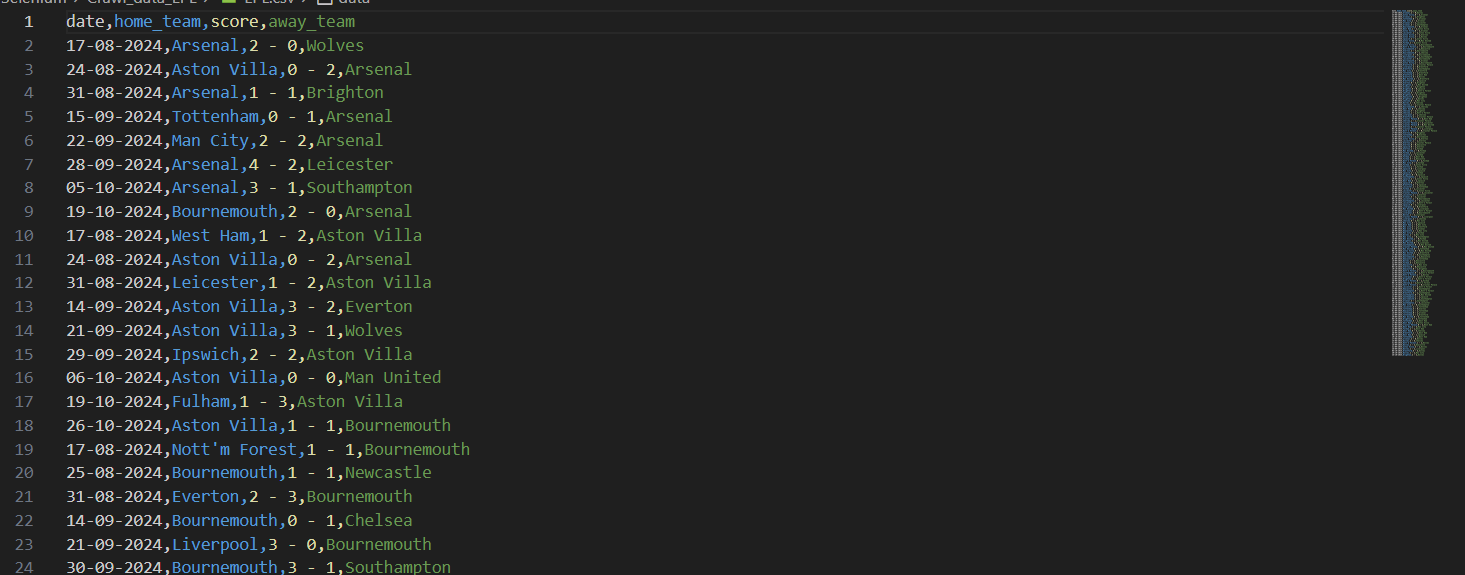 Selenium > Crawl_data_EPL > EPL.csv > data
1 date,home_team,score,away_team
2 17-08-2024,Arsenal,2 - 0,Wolves
3 24-08-2024,Aston Villa,0 - 2,Arsenal
4 31-08-2024,Arsenal,1 - 1,Brighton
5 15-09-2024,Tottenham,0 - 1,Arsenal
6 22-09-2024,Man City,2 - 2,Arsenal
7 28-09-2024,Arsenal,4 - 2,Leicester
8 05-10-2024,Arsenal,3 - 1,Southampton
9 19-10-2024,Bournemouth,2 - 0,Arsenal
10 17-08-2024,West Ham,1 - 2,Aston Villa
11 24-08-2024,Aston Villa,0 - 2,Arsenal
12 31-08-2024,Leicester,1 - 2,Aston Villa
13 14-09-2024,Aston Villa,3 - 2,Everton
14 21-09-2024,Aston Villa,3 - 1,Wolves
15 29-09-2024,Ipswich,2 - 2,Aston Villa
16 06-10-2024,Aston Villa,0 - 0,Man United
17 19-10-2024,Fulham,1 - 3,Aston Villa
18 26-10-2024,Aston Villa,1 - 1,Bournemouth
19 17-08-2024,Nott'm Forest,1 - 1,Bournemouth
20 25-08-2024,Bournemouth,1 - 1,Newcastle
21 31-08-2024,Everton,2 - 3,Bournemouth
22 14-09-2024,Bournemouth,0 - 1,Chelsea
23 21-09-2024,Liverpool,3 - 0,Bournemouth
24 30-09-2024,Bournemouth,3 - 1,Southampton